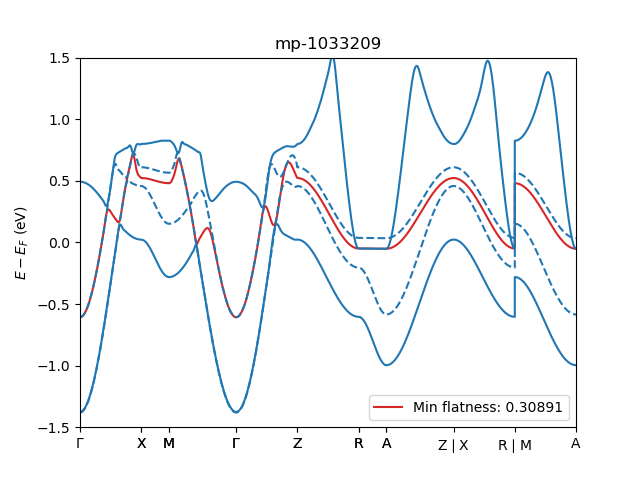 mp-1033209
E − E_F (eV)
1.5
1.0
0.5
0.0
−0.5
−1.0
−1.5
Min flatness: 0.30891
Γ X M Γ Z R A Z | X R | M A